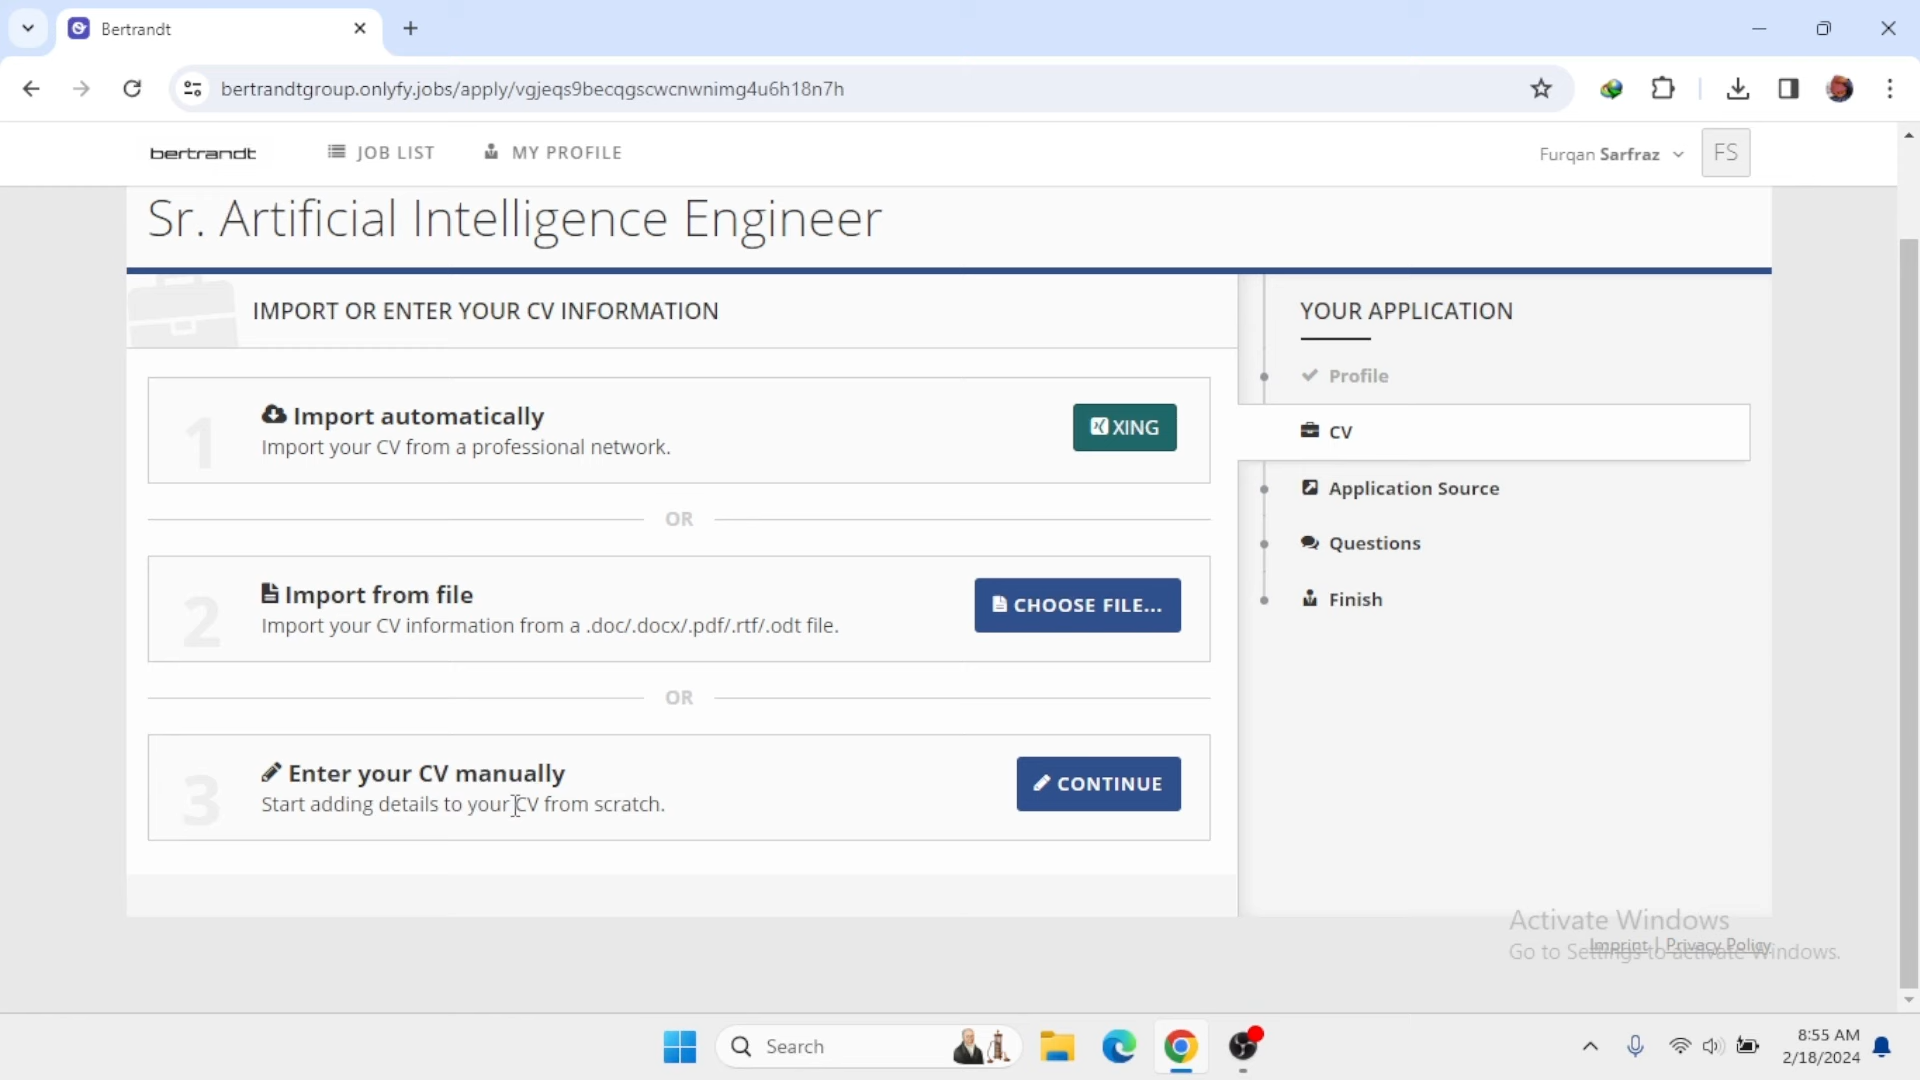 Bertrandt
bertrandtgroup.onlyfy.jobs/apply/vgjeqs9becqgscwcnwnimg4u6h18n7h
bertrandt
JOB LIST
MY PROFILE
Furqan Sarfraz
FS
Sr. Artificial Intelligence Engineer
IMPORT OR ENTER YOUR CV INFORMATION
1
Import automatically
Import your CV from a professional network.
XING
OR
2
Import from file
Import your CV information from a .doc/.docx/.pdf/.rtf/.odt file.
CHOOSE FILE...
OR
3
Enter your CV manually
Start adding details to your CV from scratch.
CONTINUE
YOUR APPLICATION
Profile
CV
Application Source
Questions
Finish
Activate Windows
Go to Settings to activate Windows.
Imprint | Privacy Policy
Search
8:55 AM
2/18/2024